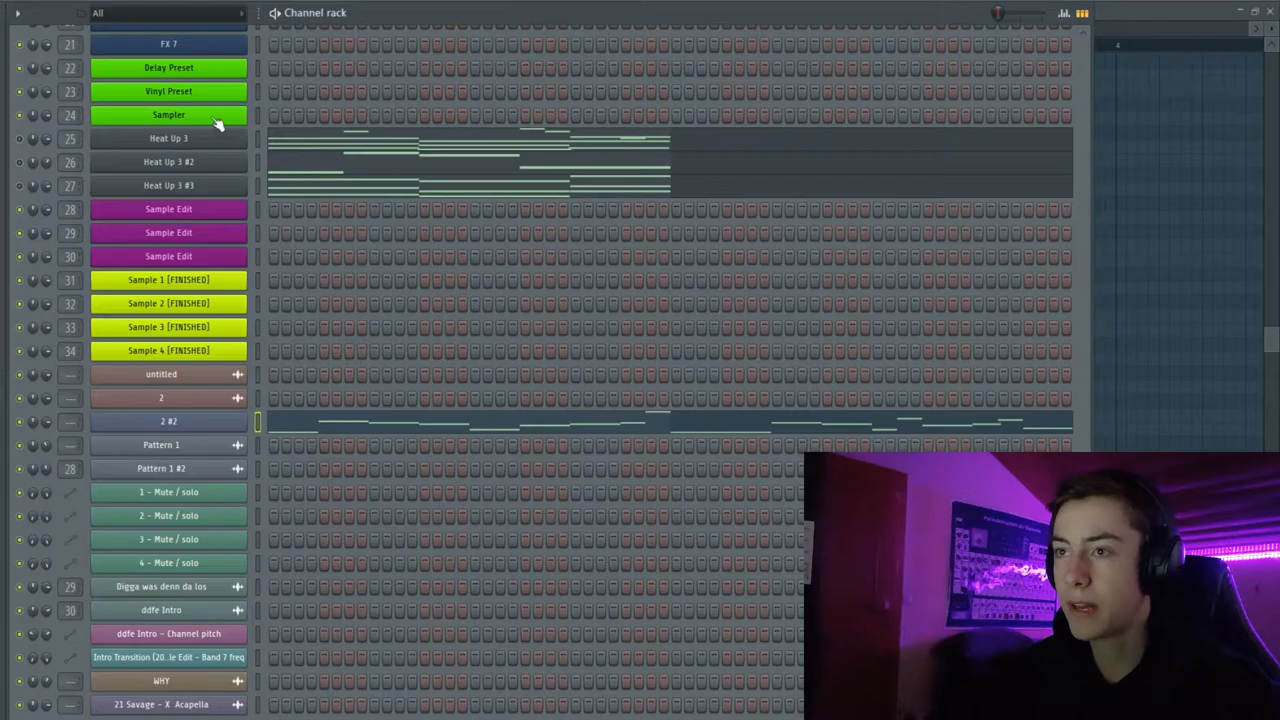 All
Channel rack
4
21 FX 7
22 Delay Preset
23 Vinyl Preset
24 Sampler
25 Heat Up 3
26 Heat Up 3 #2
27 Heat Up 3 #3
28 Sample Edit
29 Sample Edit
30 Sample Edit
31 Sample 1 [FINISHED]
32 Sample 2 [FINISHED]
33 Sample 3 [FINISHED]
34 Sample 4 [FINISHED]
untitled
2
2 #2
Pattern 1
28 Pattern 1 #2
1 - Mute / solo
2 - Mute / solo
3 - Mute / solo
4 - Mute / solo
29 Digga was denn da los
30 ddfe Intro
ddfe Intro - Channel pitch
Intro Transition (20..le Edit - Band 7 freq
WHY
21 Savage - X Acapella